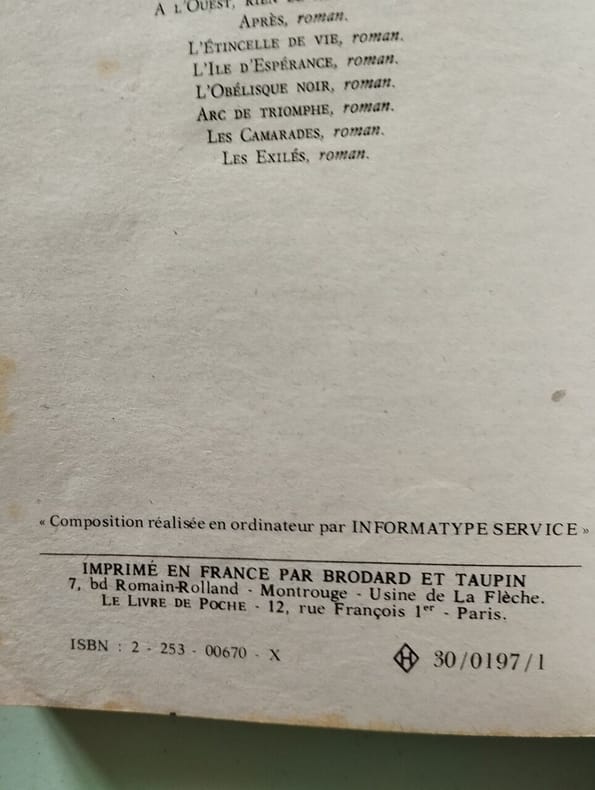 A L'OUEST, RIEN DE
APRÈS, roman.
L'ÉTINCELLE DE VIE, roman.
L'ILE D'ESPÉRANCE, roman.
L'OBÉLISQUE NOIR, roman.
ARC DE TRIOMPHE, roman.
LES CAMARADES, roman.
LES EXILÉS, roman.
« Composition réalisée en ordinateur par INFORMATYPE SERVICE »
IMPRIMÉ EN FRANCE PAR BRODARD ET TAUPIN
7, bd Romain-Rolland - Montrouge - Usine de La Flèche.
LE LIVRE DE POCHE - 12, rue François 1er - Paris.
ISBN : 2 - 253 - 00670 - X
H 30/0197/1